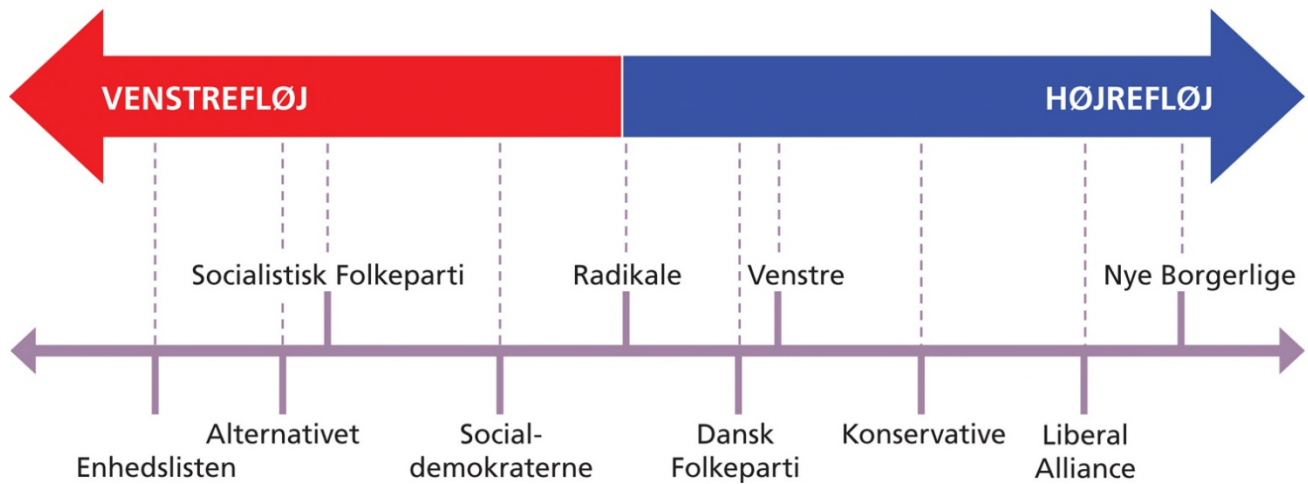 VENSTREFLØJ
HØJREFLØJ
Socialistisk Folkeparti
Radikale
Venstre
Nye Borgerlige
Enhedslisten
Alternativet
Social-
demokraterne
Dansk
Folkeparti
Konservative
Liberal
Alliance